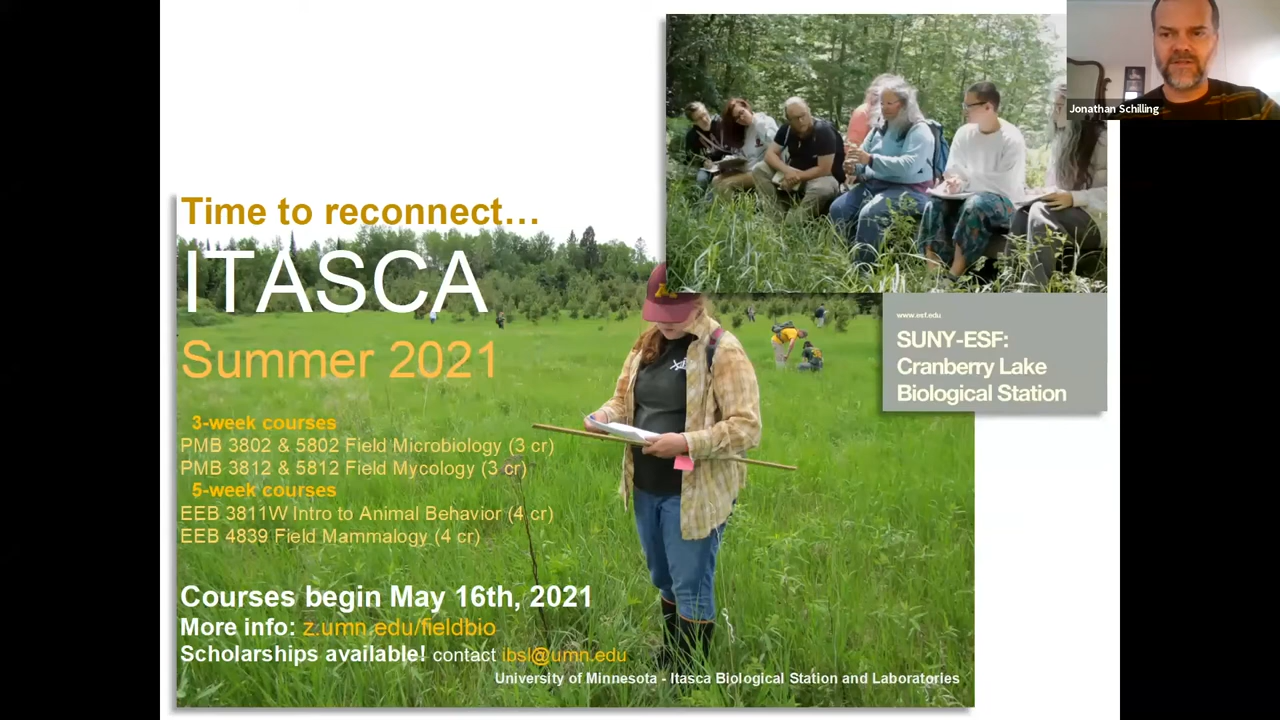 Jonathan Schilling
Time to reconnect…
ITASCA
Summer 2021
3-week courses
PMB 3802 & 5802 Field Microbiology (3 cr)
PMB 3812 & 5812 Field Mycology (3 cr)
5-week courses
EEB 3811W Intro to Animal Behavior (4 cr)
EEB 4839 Field Mammalogy (4 cr)
Courses begin May 16th, 2021
More info: z.umn.edu/fieldbio
Scholarships available! contact ibsl@umn.edu
University of Minnesota - Itasca Biological Station and Laboratories
www.esf.edu
SUNY-ESF:
Cranberry Lake
Biological Station